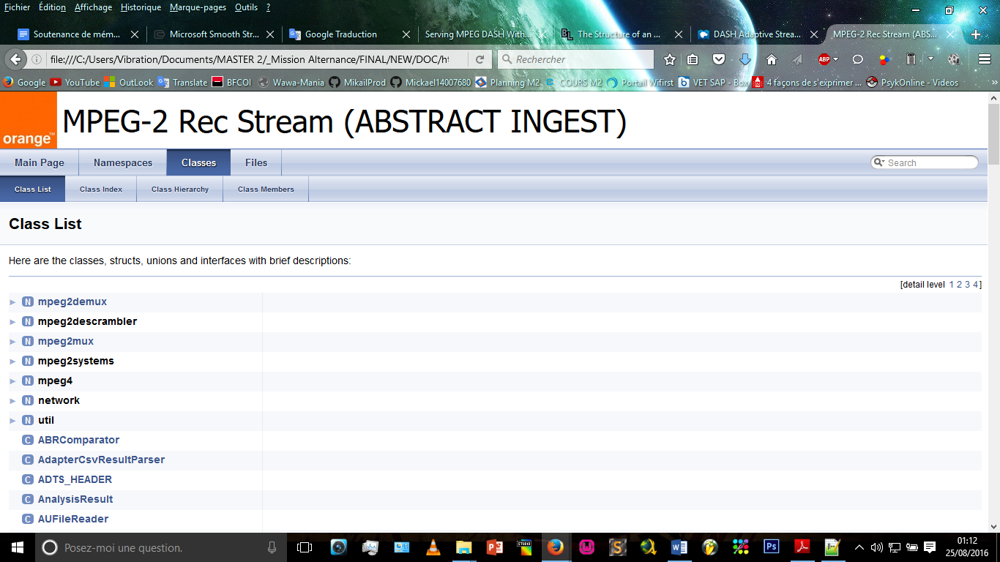 Fichier Édition Affichage Historique Marque-pages Outils ?
Soutenance de mém... Microsoft Smooth Str... Google Traduction Serving MPEG DASH With... The Structure of an ... DASH Adaptive Strea... MPEG-2 Rec Stream (ABS...
file:///C:/Users/Vibration/Documents/MASTER 2/_Mission Alternance/FINAL/NEW/DOC/ht Rechercher ABP
Google YouTube OutLook Translate BFCOI Wawa-Mania MikailProd Mickael14007680 Planning M2 COURS M2 Portail Wifirst VET SAP - Box 4 façons de s'exprimer ... PsykOnline - Videos »
orange™ MPEG-2 Rec Stream (ABSTRACT INGEST)
Main Page Namespaces Classes Files Search
Class List Class Index Class Hierarchy Class Members
Class List
Here are the classes, structs, unions and interfaces with brief descriptions:
[detail level 1 2 3 4]
N mpeg2demux
N mpeg2descrambler
N mpeg2mux
N mpeg2systems
N mpeg4
N network
N util
C ABRComparator
C AdapterCsvResultParser
C ADTS_HEADER
C AnalysisResult
C AUFileReader
Posez-moi une question. STUDIO Ps 01:12
25/08/2016